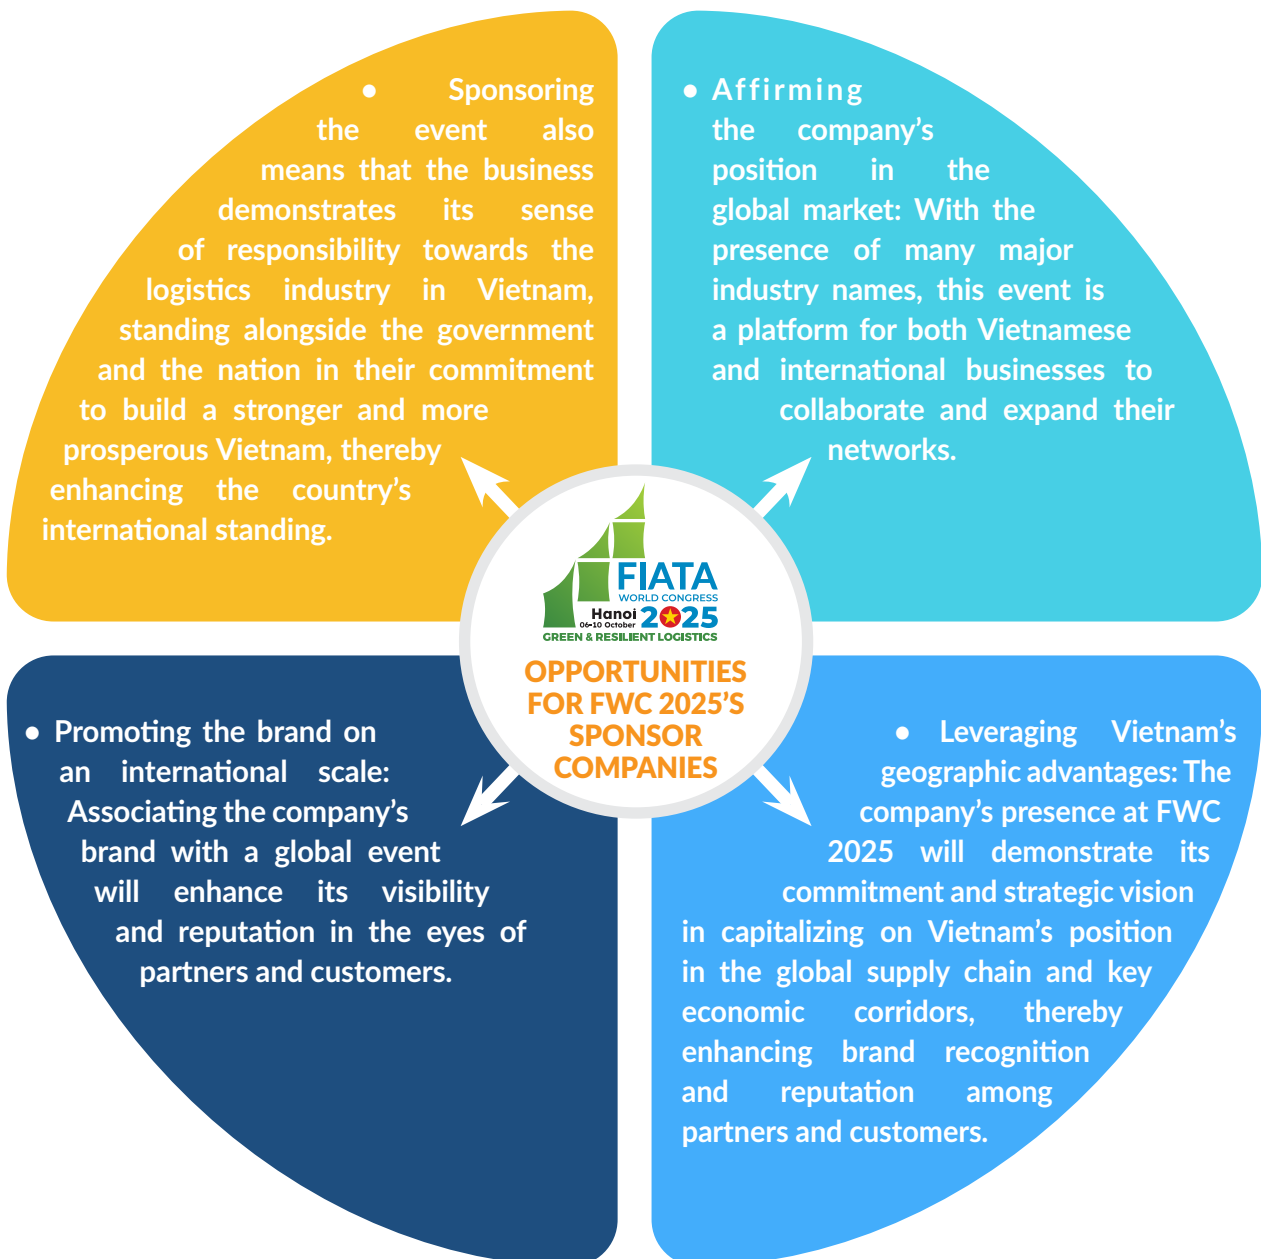 • Sponsoring
the event also
means that the business
demonstrates its sense
of responsibility towards the
logistics industry in Vietnam,
standing alongside the government
and the nation in their commitment
to build a stronger and more
prosperous Vietnam, thereby
enhancing the country’s
international standing.
• Affirming
the company’s
position in the
global market: With the
presence of many major
industry names, this event is
a platform for both Vietnamese
and international businesses to
collaborate and expand their
networks.
FIATA
WORLD CONGRESS
Hanoi
06-10 October
2025
GREEN & RESILIENT LOGISTICS
OPPORTUNITIES
FOR FWC 2025’S
SPONSOR
COMPANIES
• Promoting the brand on
an international scale:
Associating the company’s
brand with a global event
will enhance its visibility
and reputation in the eyes of
partners and customers.
• Leveraging Vietnam’s
geographic advantages: The
company’s presence at FWC
2025 will demonstrate its
commitment and strategic vision
in capitalizing on Vietnam’s position
in the global supply chain and key
economic corridors, thereby
enhancing brand recognition
and reputation among
partners and customers.